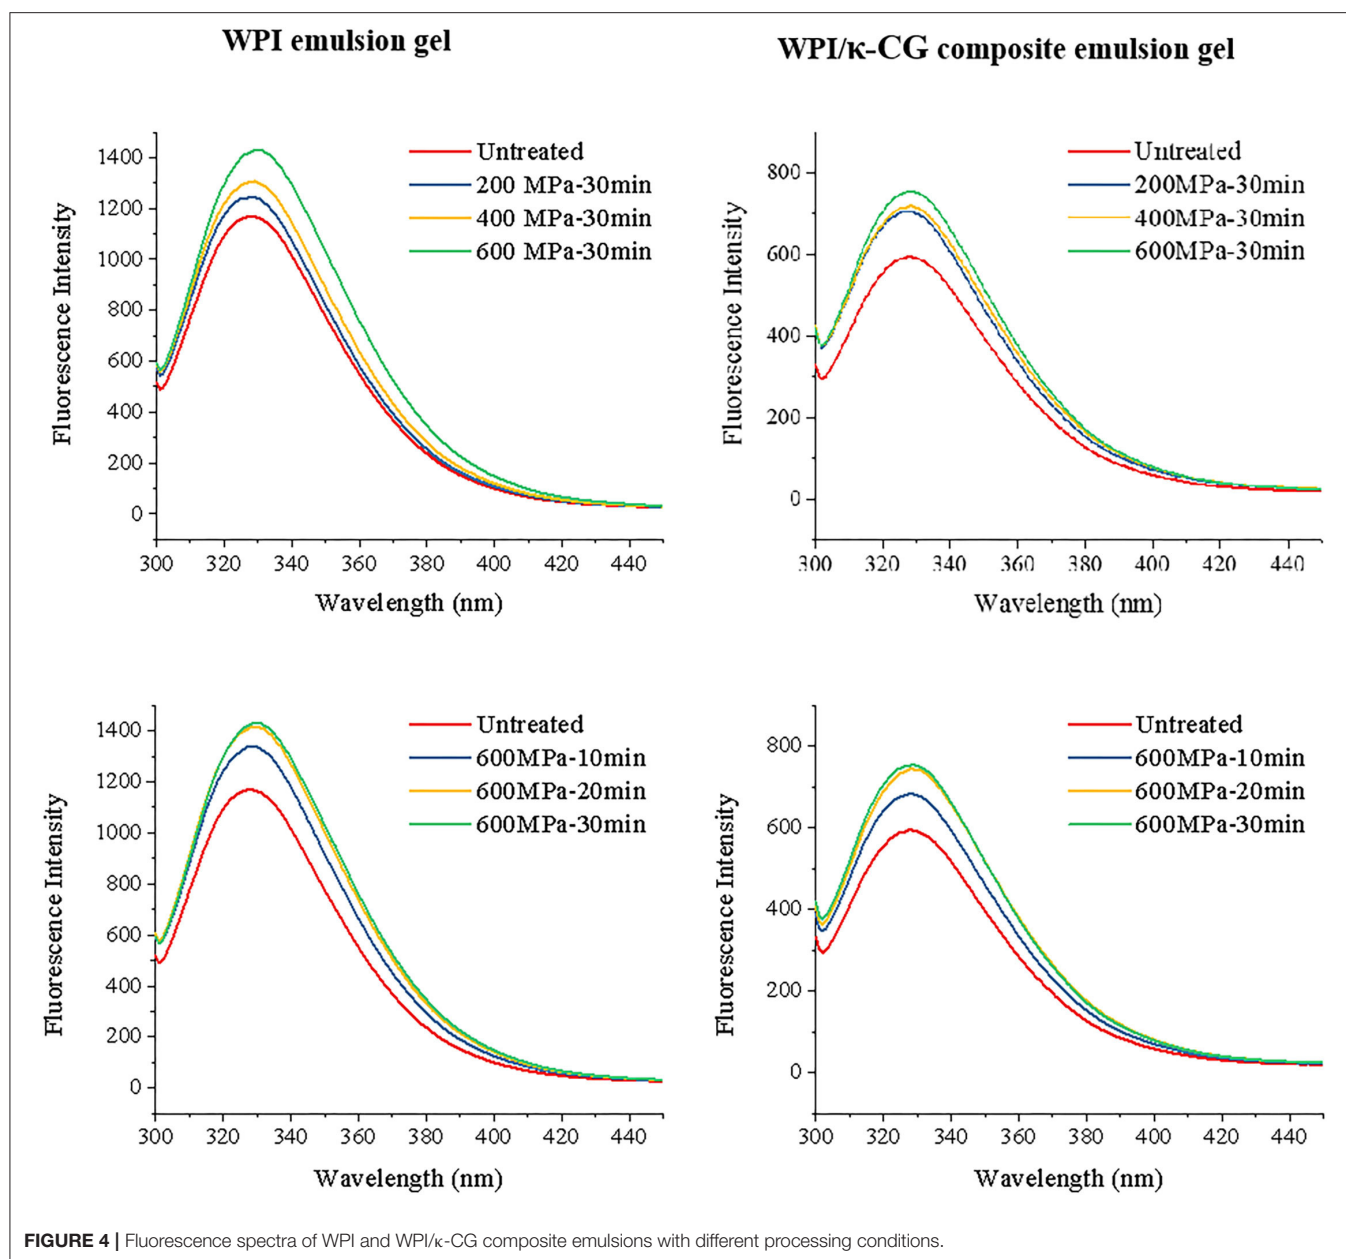 WPI emulsion gel
WPI/κ-CG composite emulsion gel
Fluorescence Intensity
1400
1200
1000
800
600
400
200
0
300 320 340 360 380 400 420 440
Wavelength (nm)
Untreated
200 MPa-30min
400 MPa-30min
600 MPa-30min
Fluorescence Intensity
800
600
400
200
0
300 320 340 360 380 400 420 440
Wavelength (nm)
Untreated
200MPa-30min
400MPa-30min
600MPa-30min
Fluorescence Intensity
1400
1200
1000
800
600
400
200
0
300 320 340 360 380 400 420 440
Wavelength (nm)
Untreated
600MPa-10min
600MPa-20min
600MPa-30min
Fluorescence Intensity
800
600
400
200
0
300 320 340 360 380 400 420 440
Wavelength (nm)
Untreated
600MPa-10min
600MPa-20min
600MPa-30min
FIGURE 4 | Fluorescence spectra of WPI and WPI/κ-CG composite emulsions with different processing conditions.